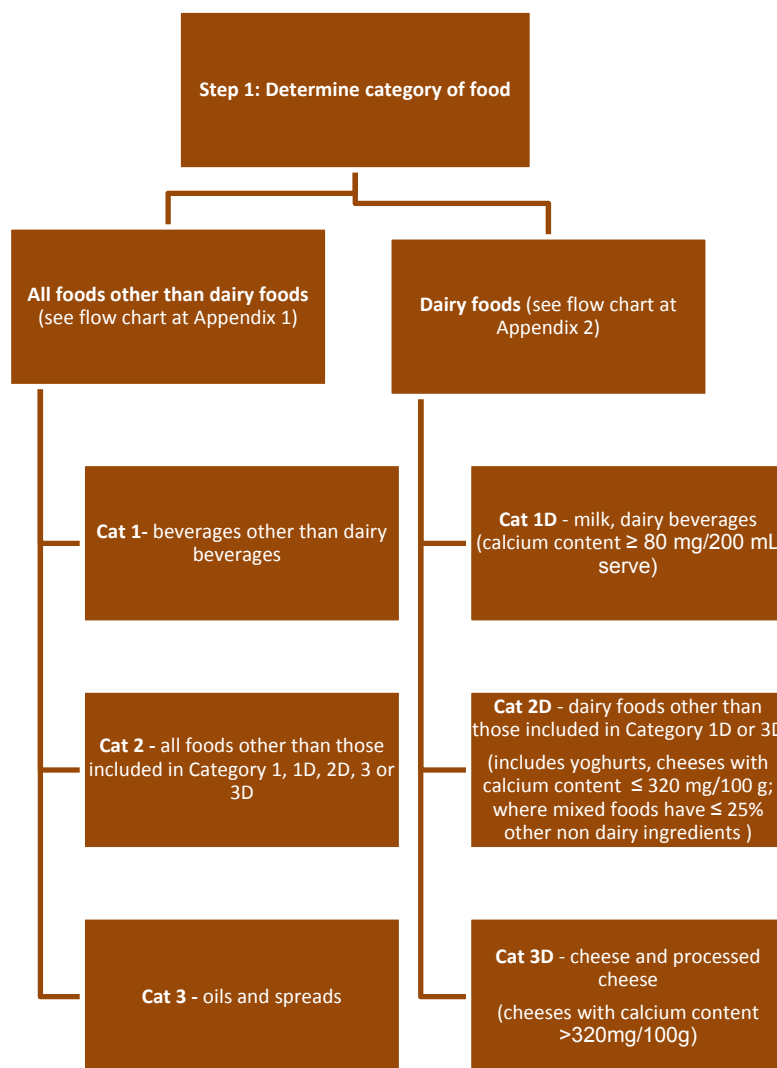 Step 1: Determine category of food
All foods other than dairy foods
(see flow chart at Appendix 1)
Dairy foods (see flow chart at
Appendix 2)
Cat 1- beverages other than dairy
beverages
Cat 1D - milk, dairy beverages
(calcium content ≥ 80 mg/200 mL
serve)
Cat 2 - all foods other than those
included in Category 1, 1D, 2D, 3 or
3D
Cat 2D - dairy foods other than
those included in Category 1D or 3D
(includes yoghurts, cheeses with
calcium content ≤ 320 mg/100 g;
where mixed foods have ≤ 25%
other non dairy ingredients )
Cat 3 - oils and spreads
Cat 3D - cheese and processed
cheese
(cheeses with calcium content
>320mg/100g)